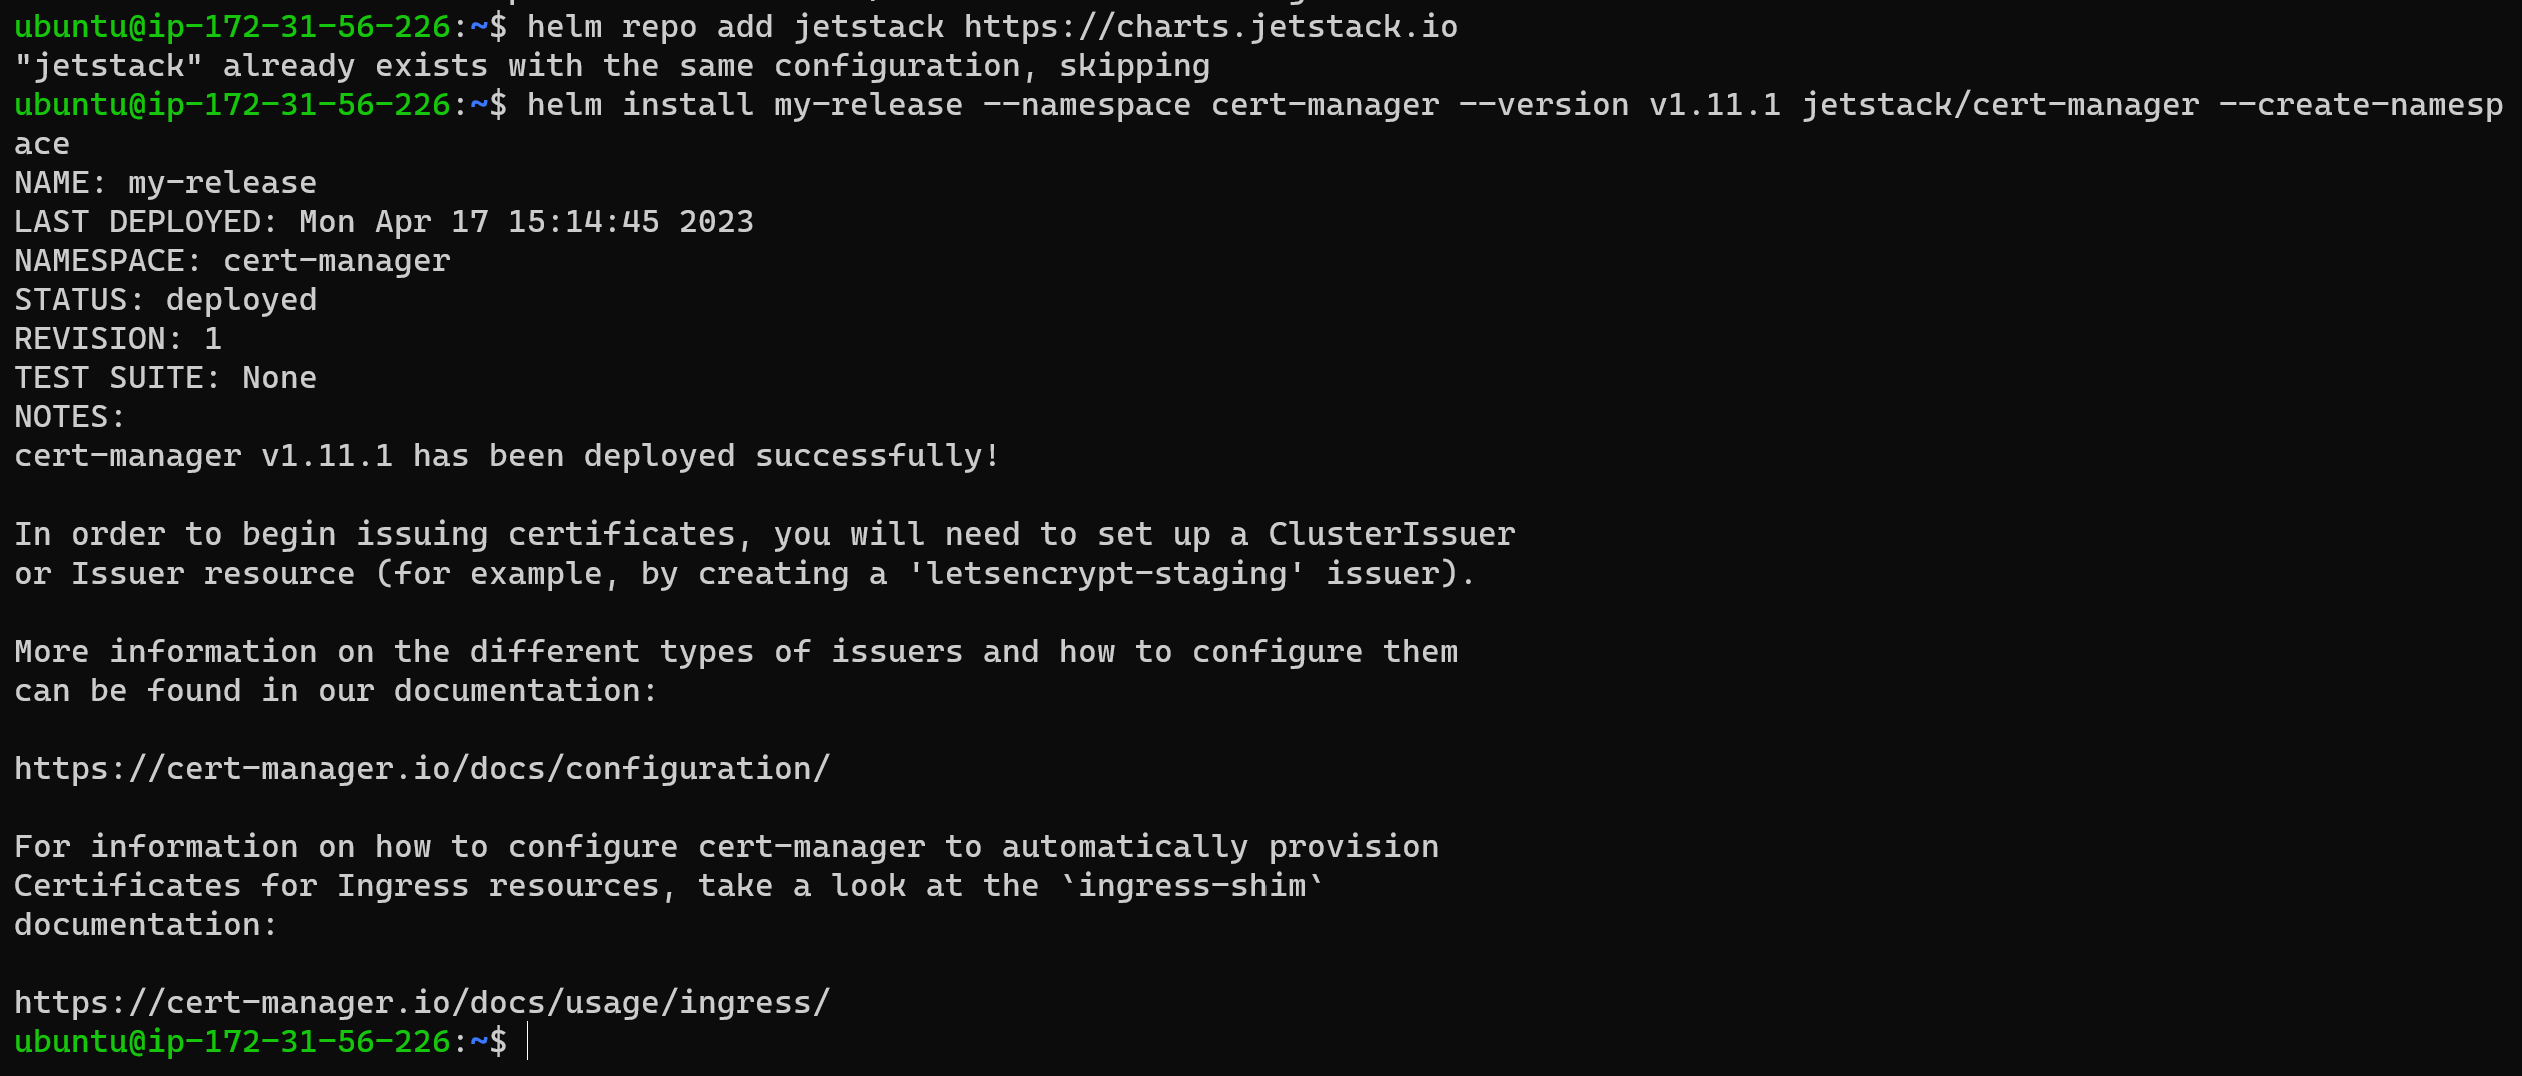 ubuntu@ip-172-31-56-226:~$ helm repo add jetstack https://charts.jetstack.io
"jetstack" already exists with the same configuration, skipping
ubuntu@ip-172-31-56-226:~$ helm install my-release --namespace cert-manager --version v1.11.1 jetstack/cert-manager --create-namesp
ace
NAME: my-release
LAST DEPLOYED: Mon Apr 17 15:14:45 2023
NAMESPACE: cert-manager
STATUS: deployed
REVISION: 1
TEST SUITE: None
NOTES:
cert-manager v1.11.1 has been deployed successfully!
In order to begin issuing certificates, you will need to set up a ClusterIssuer
or Issuer resource (for example, by creating a 'letsencrypt-staging' issuer).
More information on the different types of issuers and how to configure them
can be found in our documentation:
https://cert-manager.io/docs/configuration/
For information on how to configure cert-manager to automatically provision
Certificates for Ingress resources, take a look at the `ingress-shim`
documentation:
https://cert-manager.io/docs/usage/ingress/
ubuntu@ip-172-31-56-226:~$